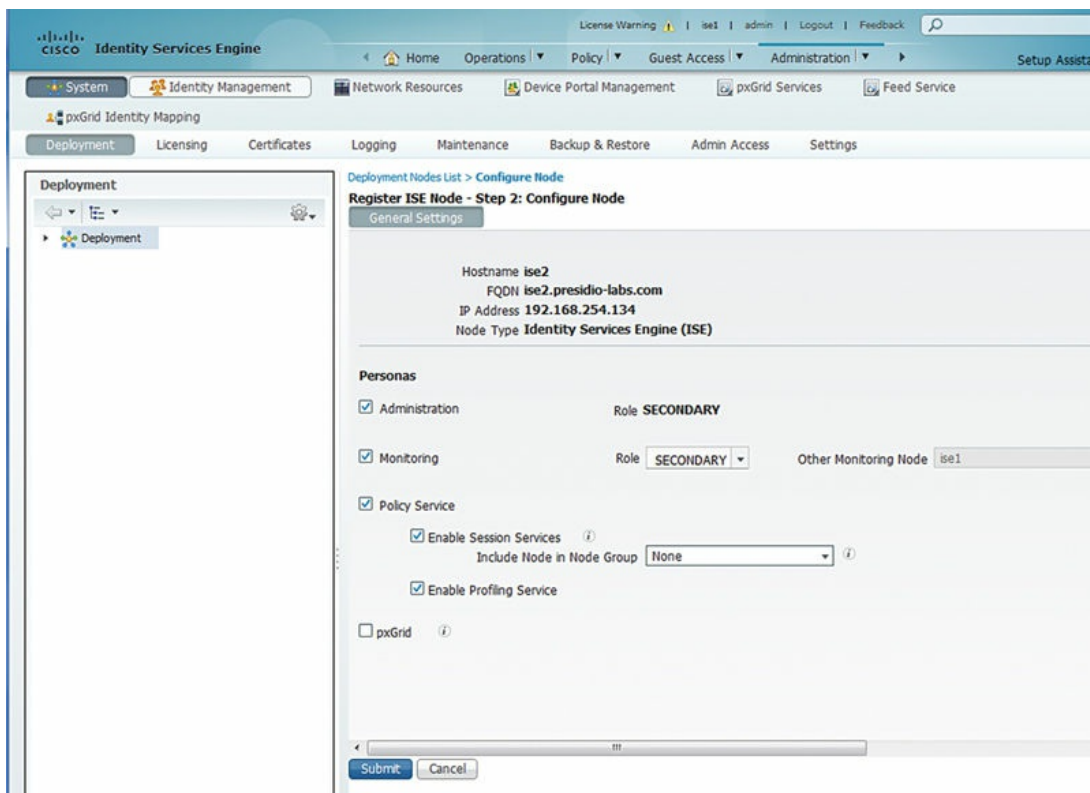 License Warning | ise1 | admin | Logout | Feedback
CISCO Identity Services Engine
Home Operations Policy Guest Access Administration Setup Assista
System Identity Management Network Resources Device Portal Management pxGrid Services Feed Service
pxGrid Identity Mapping
Deployment Licensing Certificates Logging Maintenance Backup & Restore Admin Access Settings
Deployment
Deployment
Deployment Nodes List > Configure Node
Register ISE Node - Step 2: Configure Node
General Settings
Hostname ise2
FQDN ise2.presidio-labs.com
IP Address 192.168.254.134
Node Type Identity Services Engine (ISE)
Personas
Administration Role SECONDARY
Monitoring Role SECONDARY Other Monitoring Node ise1
Policy Service
Enable Session Services
Include Node in Node Group None
Enable Profiling Service
pxGrid
Submit Cancel